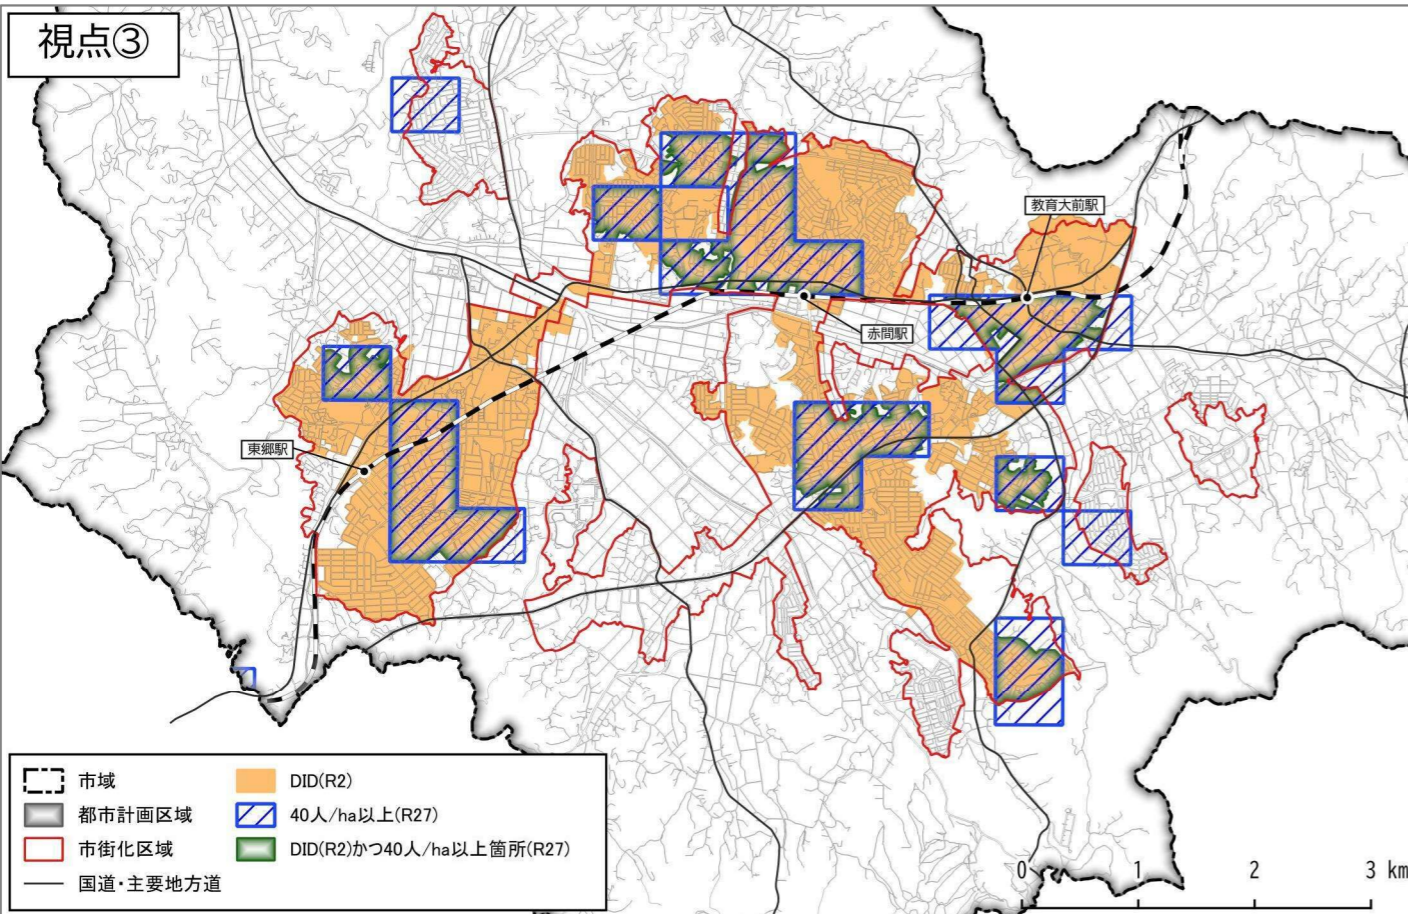 視点③
教育大前駅
赤間駅
東郷駅
市域
都市計画区域
市街化区域
国道・主要地方道
DID(R2)
40人/ha以上(R27)
DID(R2)かつ40人/ha以上箇所(R27)
0 1 2 3 km